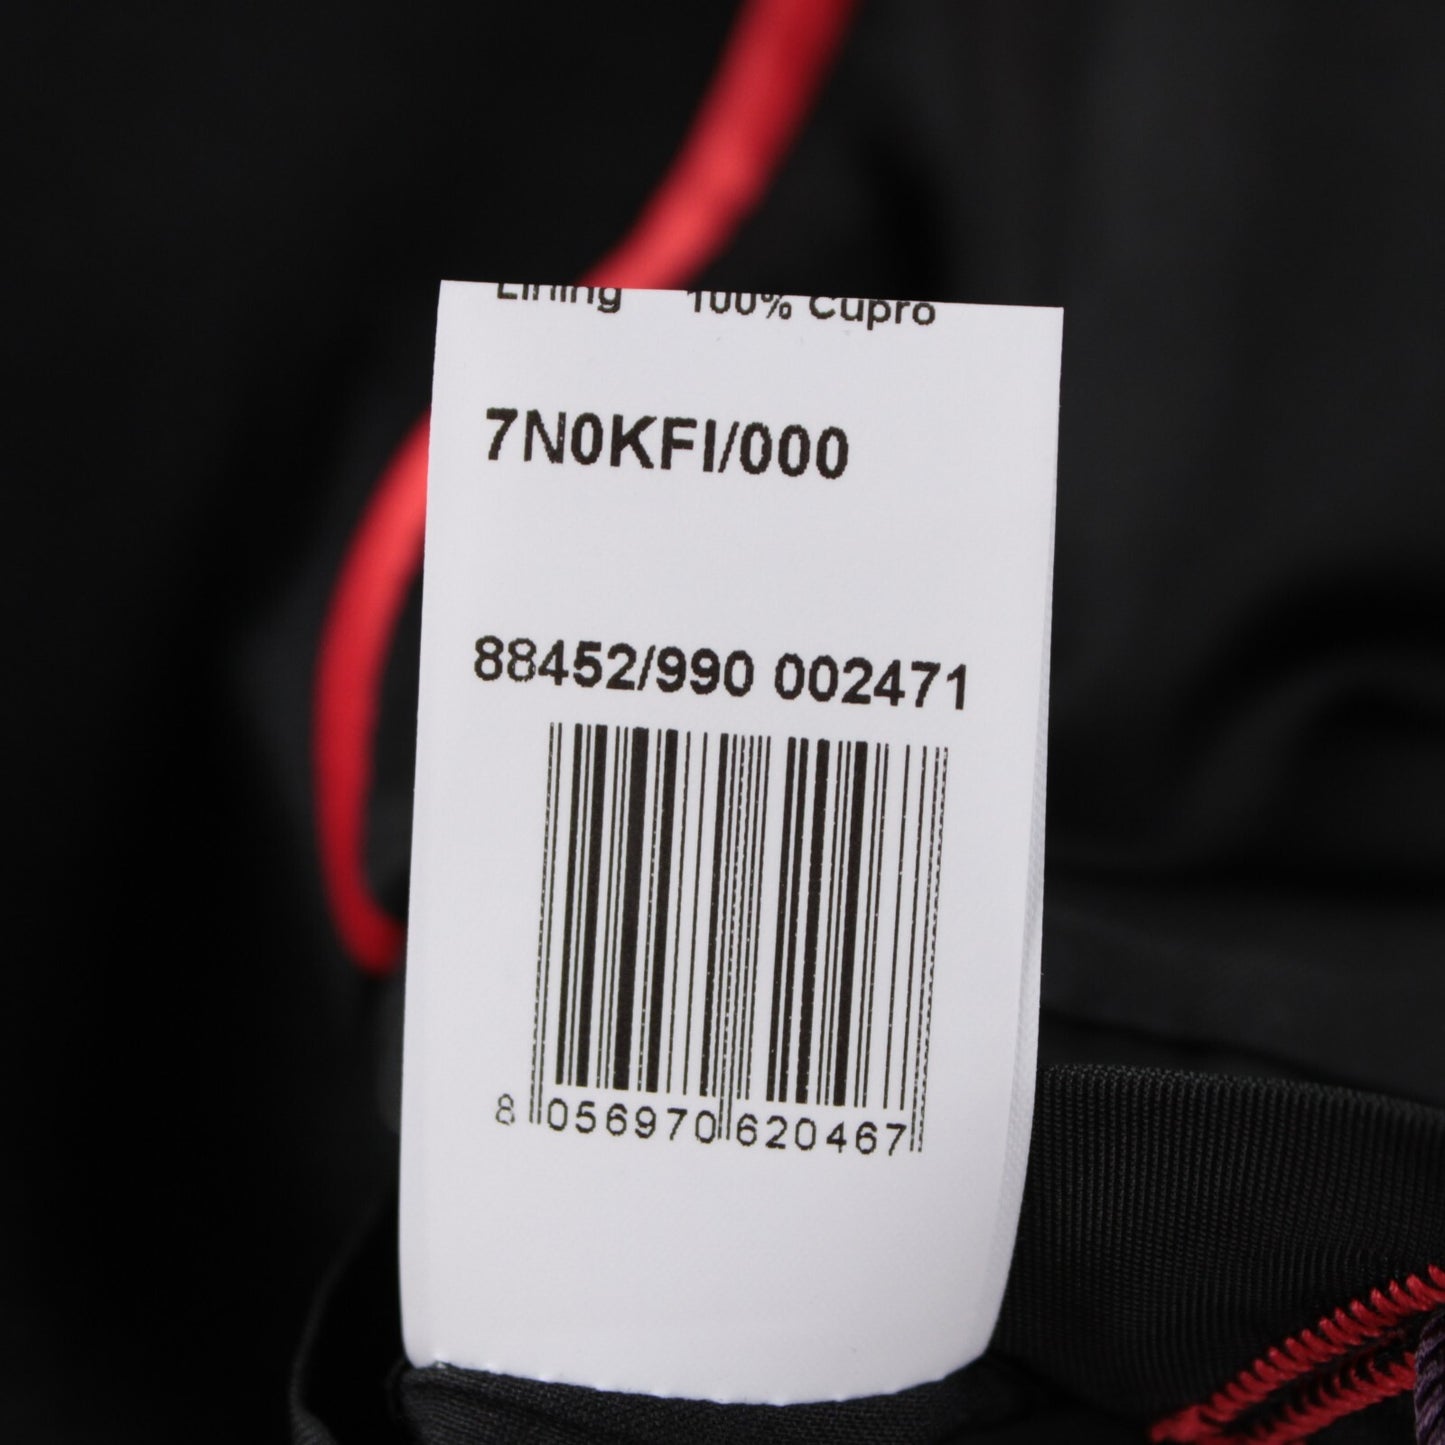 Lining 100% Cupro
7N0KFI/000
88452/990 002471
8 056970 620467